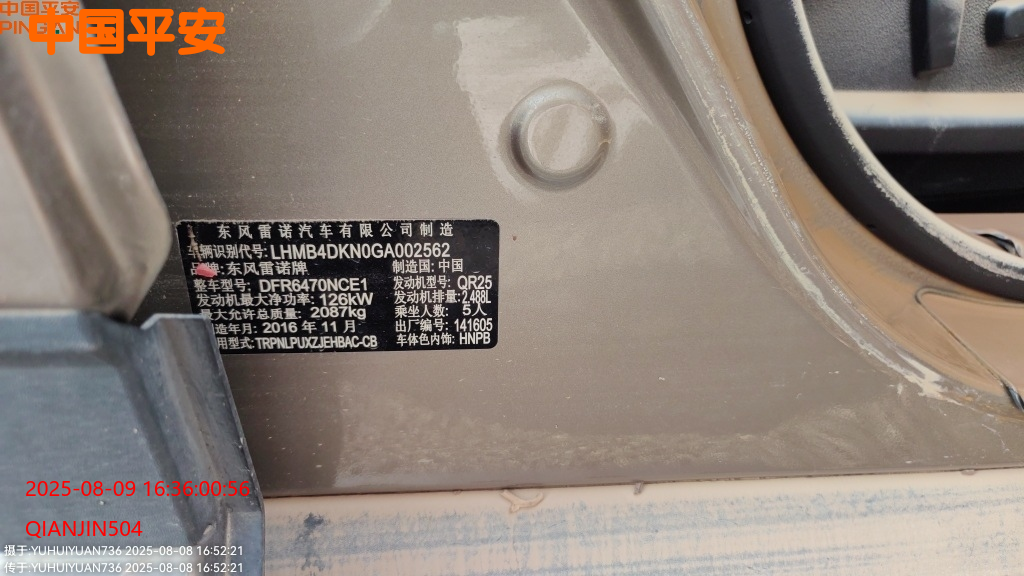 中国平安
PINGAN
中国平安
东风雷诺汽车有限公司制造
车辆识别代号: LHMB4DKN0GA002562
品牌: 东风雷诺牌 制造国: 中国
整车型号: DFR6470NCE1 发动机型号: QR25
发动机最大净功率: 126kW 发动机排量: 2.488L
最大允许总质量: 2087kg 乘坐人数: 5人
制造年月: 2016年11月 出厂编号: 141605
用型式: TRPNLPUXZJEHBAC-CB 车体色内饰: HNPB
2025-08-09 16:36:00:56
QIANJIN504
摄于:YUHUIYUAN736 2025-08-08 16:52:21
传于:YUHUIYUAN736 2025-08-08 16:52:21